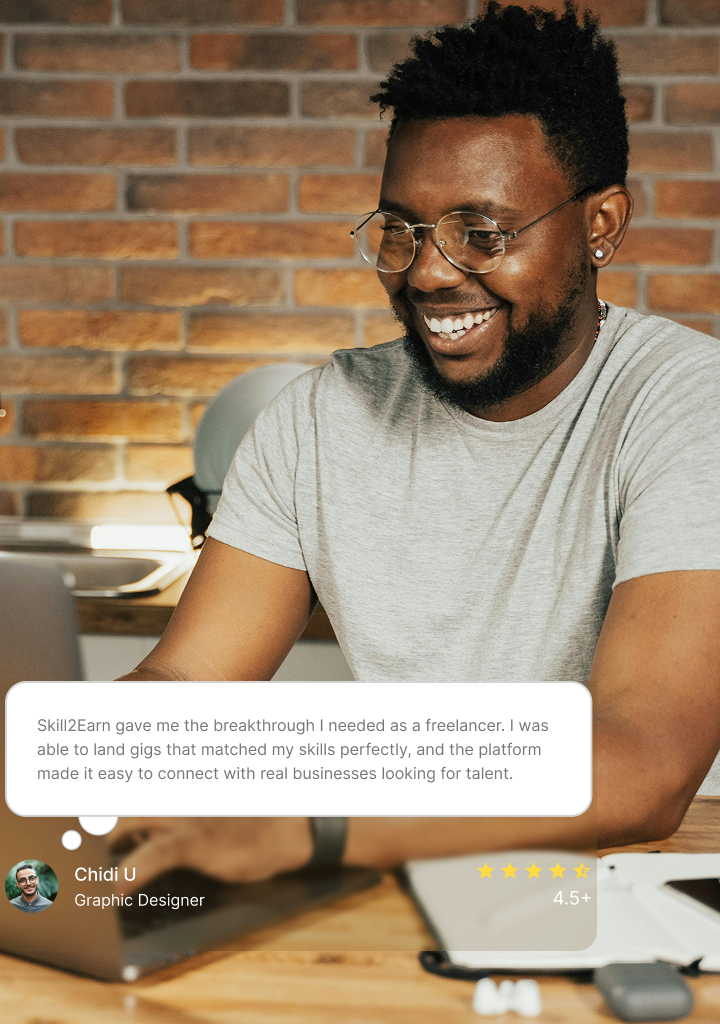 Skill2Earn gave me the breakthrough I needed as a freelancer. I was
able to land gigs that matched my skills perfectly, and the platform
made it easy to connect with real businesses looking for talent.
Chidi U
Graphic Designer
4.5+